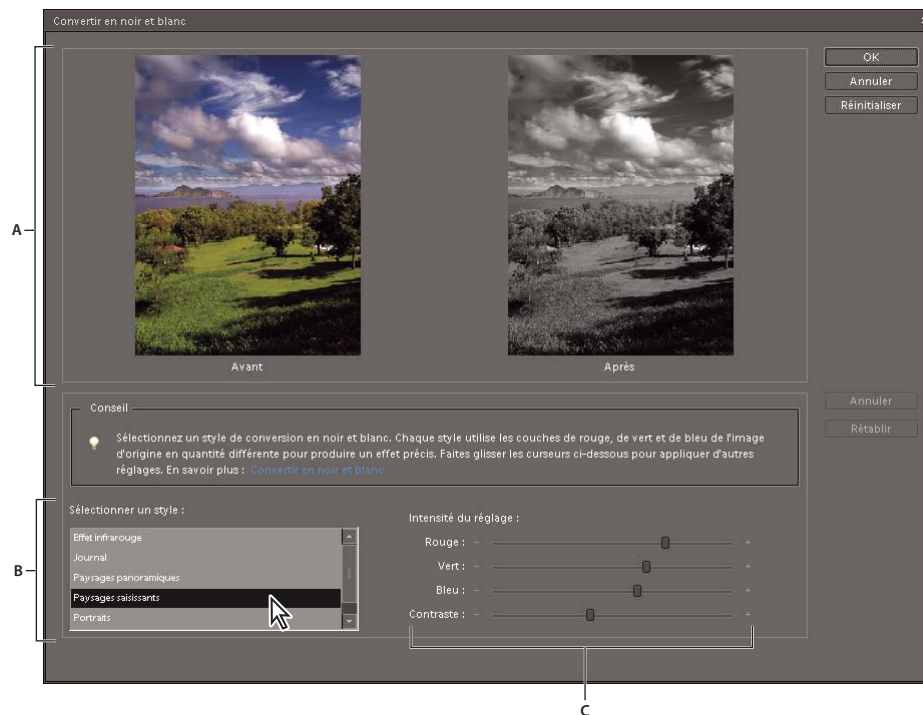 Convertir en noir et blanc
OK
Annuler
Réinitialiser
A
Avant
Après
Annuler
Rétablir
Conseil
Sélectionnez un style de conversion en noir et blanc. Chaque style utilise les couches de rouge, de vert et de bleu de l'image
d'origine en quantité différente pour produire un effet précis. Faites glisser les curseurs ci-dessous pour appliquer d'autres
réglages. En savoir plus : Convertir en noir et blanc
B
Sélectionner un style :
Effet infrarouge
Journal
Paysages panoramiques
Paysages saisissants
Portraits
Intensité du réglage :
Rouge : - +
Vert : - +
Bleu : - +
Contraste : - +
C